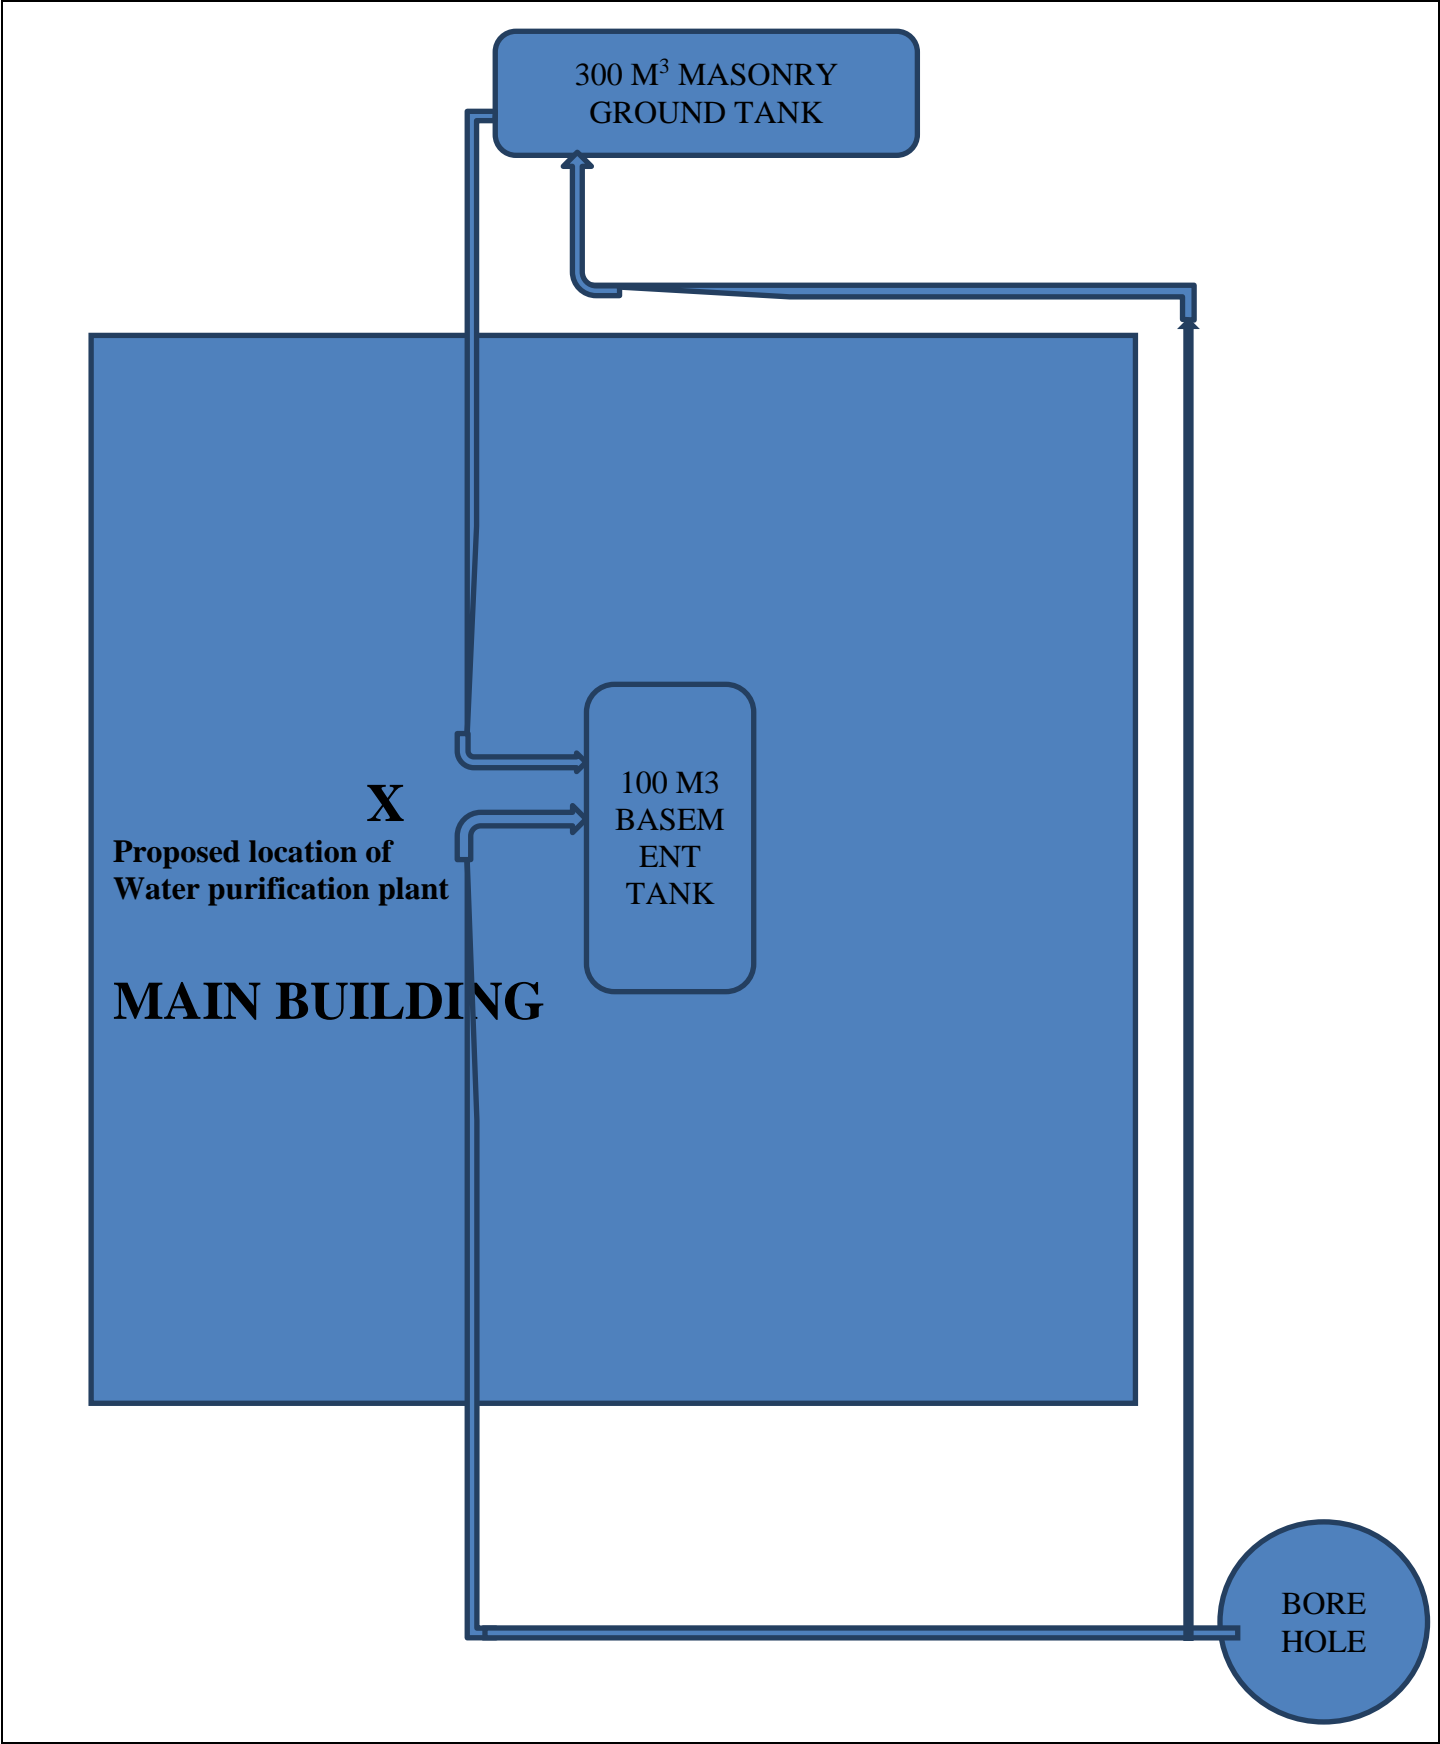 300 M³ MASONRY
GROUND TANK
100 M3
BASEM
ENT
TANK
X
Proposed location of
Water purification plant
MAIN BUILDING
BORE
HOLE